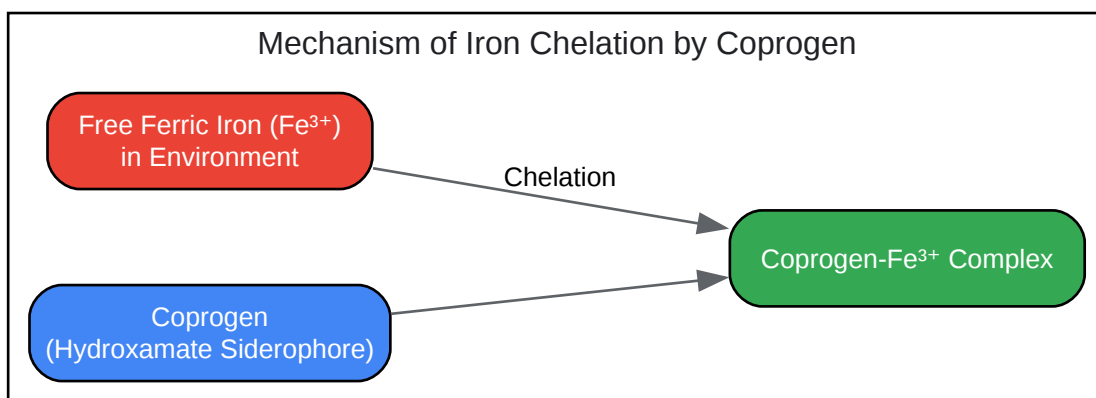 Mechanism of Iron Chelation by Coprogen
Free Ferric Iron (Fe³⁺)
in Environment
Chelation
Coprogen-Fe³⁺ Complex
Coprogen
(Hydroxamate Siderophore)